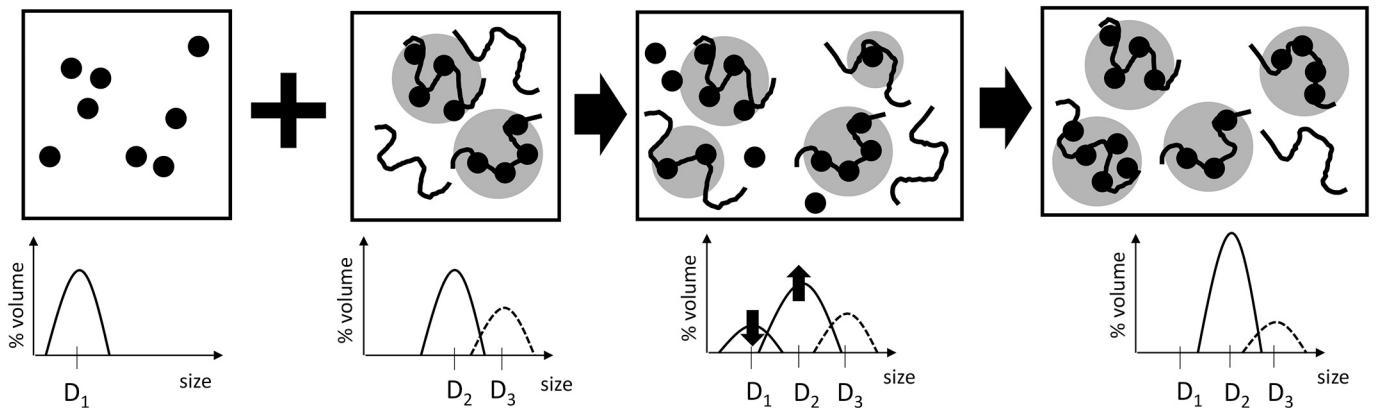 % volume
D1
size
% volume
D2 D3
size
% volume
D1 D2 D3
size
% volume
D1 D2 D3
size